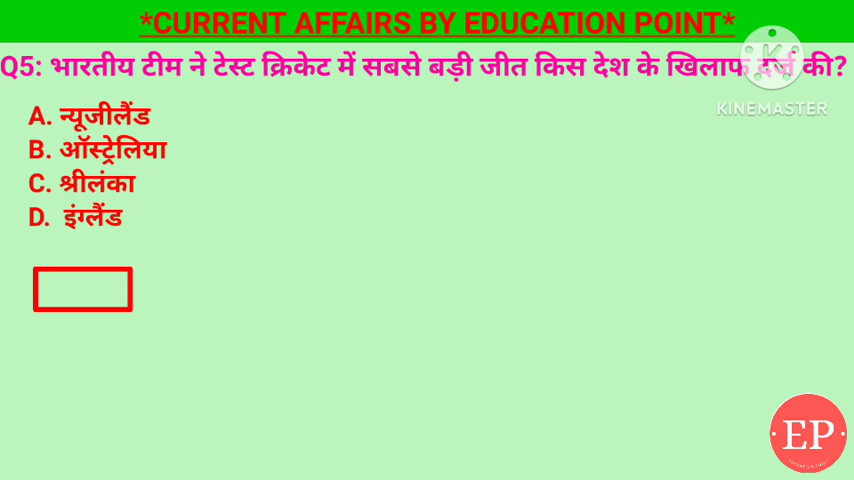 *CURRENT AFFAIRS BY EDUCATION POINT*
Q5: भारतीय टीम ने टेस्ट क्रिकेट में सबसे बड़ी जीत किस देश के खिलाफ दर्ज की?
KINEMASTER
A. न्यूजीलैंड
B. ऑस्ट्रेलिया
C. श्रीलंका
D. इंग्लैंड
EP